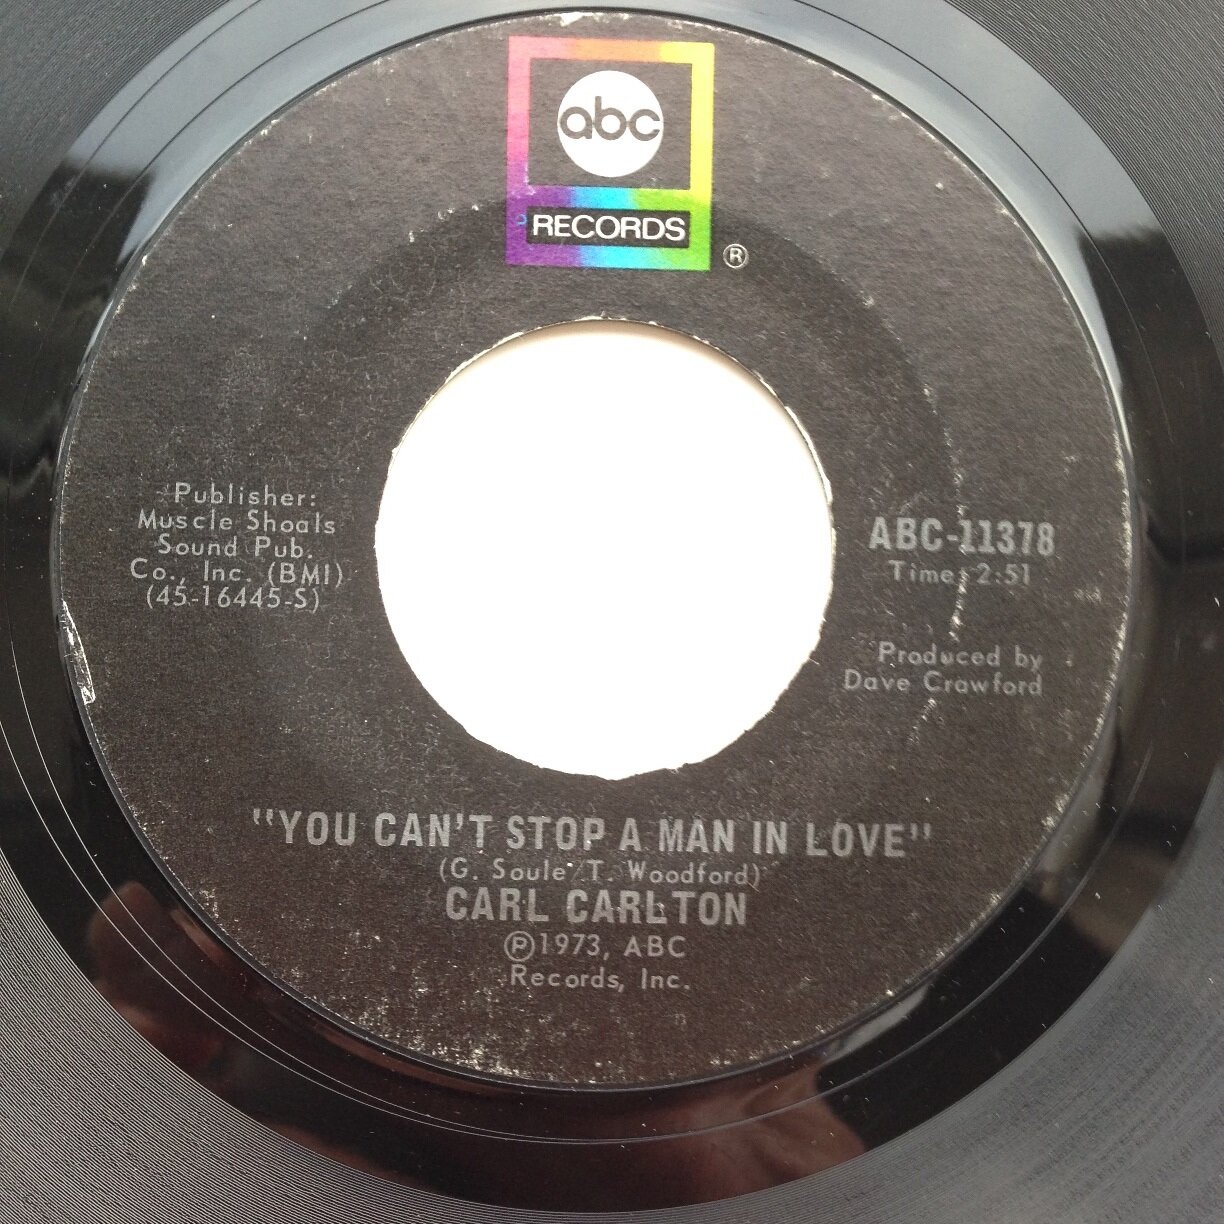 abc
RECORDS
®
Publisher:
Muscle Shoals
Sound Pub.
Co., Inc. (BMI)
(45-16445-S)
ABC-11378
Time: 2:51
Produced by
Dave Crawford
"YOU CAN'T STOP A MAN IN LOVE"
(G. Soule/T. Woodford)
CARL CARLTON
℗1973, ABC
Records, Inc.